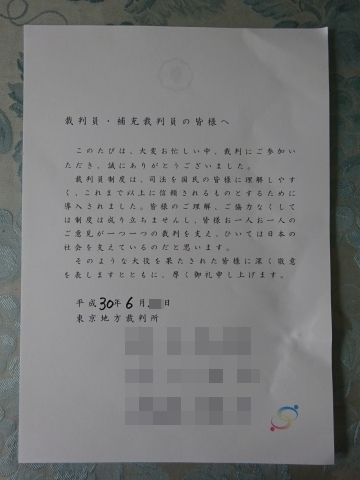 裁判員・補充裁判員の皆様へ
このたびは、大変お忙しい中、裁判にご参加い
ただき、誠にありがとうございました。
裁判員制度は、司法を国民の皆様に理解しやす
く、これまで以上に信頼されるものとするために
導入されました。皆様のご理解、ご協力なくして
は制度は成り立ちませんし、皆様お一人お一人の
ご意見が一つ一つの裁判を支え、ひいては日本の
社会を支えているのだと思います。
そのような大役を果たされた皆様に深く敬意
を表しますとともに、厚く御礼申し上げます。
平成30年6月 日
東京地方裁判所